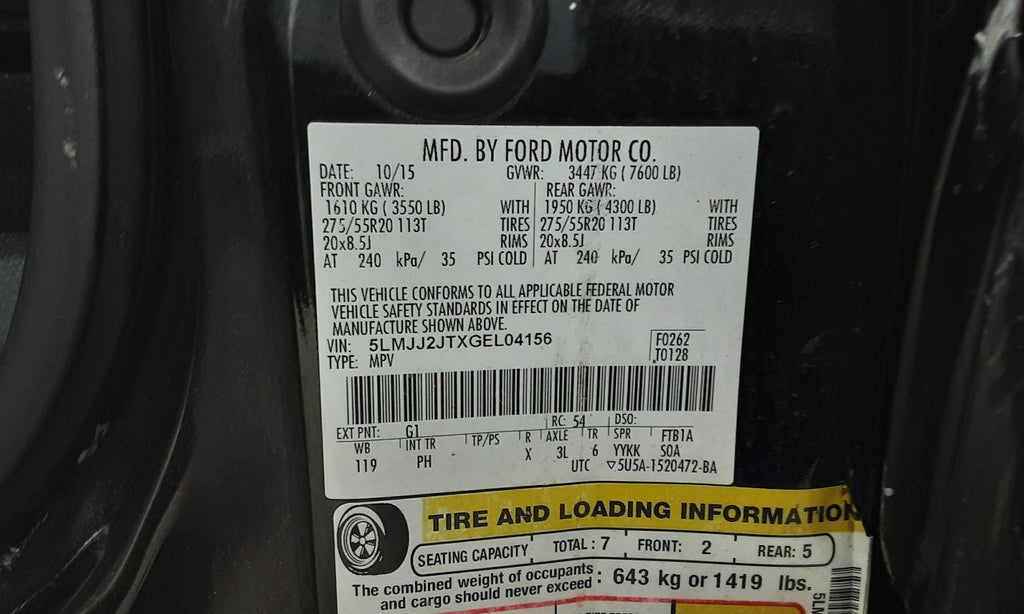 MFD. BY FORD MOTOR CO.
DATE: 10/15 GVWR: 3447 KG ( 7600 LB)
FRONT GAWR: REAR GAWR:
1610 KG ( 3550 LB) WITH 1950 KG ( 4300 LB) WITH
275/55R20 113T TIRES 275/55R20 113T TIRES
20x8.5J RIMS 20x8.5J RIMS
AT 240 kPa/ 35 PSI COLD AT 240 kPa/ 35 PSI COLD
THIS VEHICLE CONFORMS TO ALL APPLICABLE FEDERAL MOTOR
VEHICLE SAFETY STANDARDS IN EFFECT ON THE DATE OF
MANUFACTURE SHOWN ABOVE.
VIN: 5LMJJ2JTXGEL04156 F0262
TYPE: MPV T0128
EXT PNT: G1 RC: 54 DSO:
WB INT TR TP/PS R AXLE TR SPR FTB1A
119 PH X 3L 6 YYKK SOA
UTC ▽5U5A-1520472-BA
TIRE AND LOADING INFORMATION
SEATING CAPACITY TOTAL : 7 FRONT: 2 REAR: 5
The combined weight of occupants
and cargo should never exceed : 643 kg or 1419 lbs.